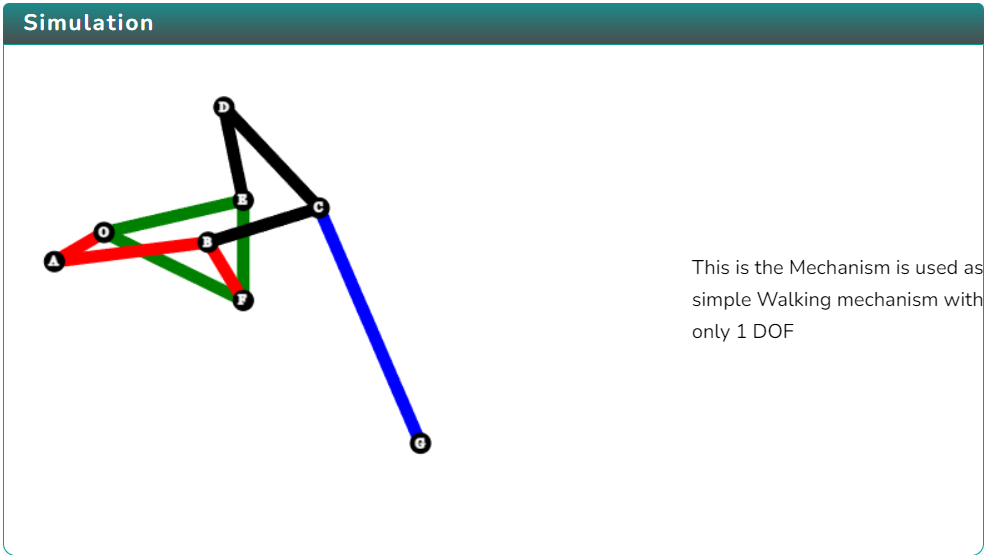 Simulation
D
E
C
O
B
A
F
This is the Mechanism is used as
simple Walking mechanism with
only 1 DOF
G